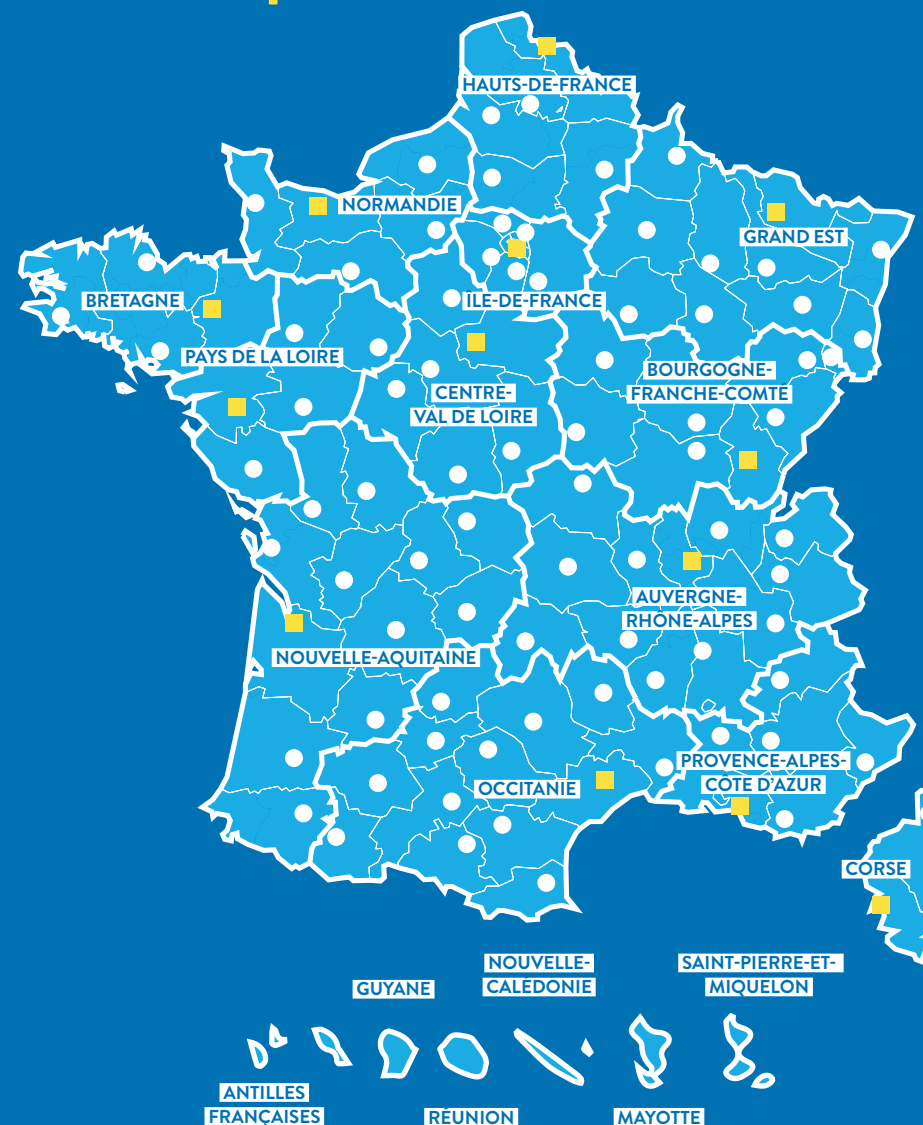 HAUTS-DE-FRANCE
NORMANDIE
GRAND EST
BRETAGNE
ÎLE-DE-FRANCE
PAYS DE LA LOIRE
BOURGOGNE-
FRANCHE-COMTÉ
CENTRE-
VAL DE LOIRE
AUVERGNE-
RHÔNE-ALPES
NOUVELLE-AQUITAINE
PROVENCE-ALPES-
CÔTE D'AZUR
OCCITANIE
CORSE
NOUVELLE-
CALÉDONIE
SAINT-PIERRE-ET-
MIQUELON
GUYANE
ANTILLES
FRANÇAISES
RÉUNION
MAYOTTE